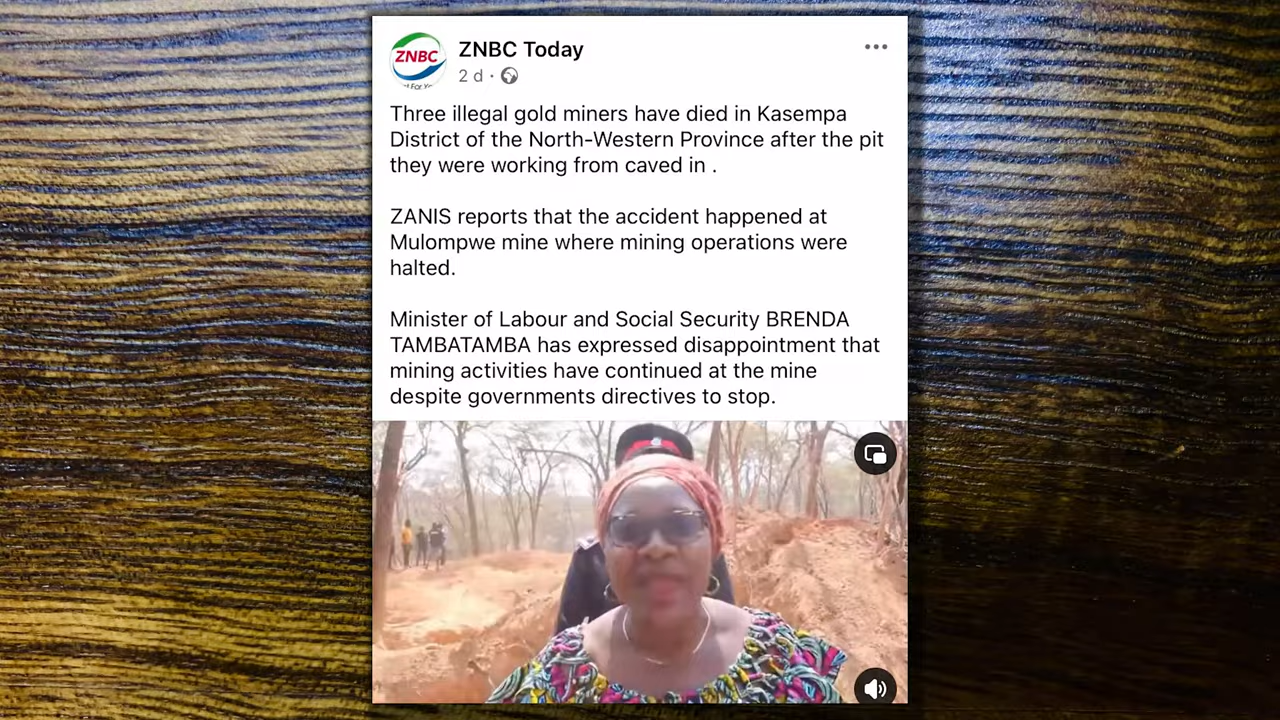 ZNBC
ZNBC Today
2 d ·
Three illegal gold miners have died in Kasempa
District of the North-Western Province after the pit
they were working from caved in .
ZANIS reports that the accident happened at
Mulompwe mine where mining operations were
halted.
Minister of Labour and Social Security BRENDA
TAMBATAMBA has expressed disappointment that
mining activities have continued at the mine
despite governments directives to stop.